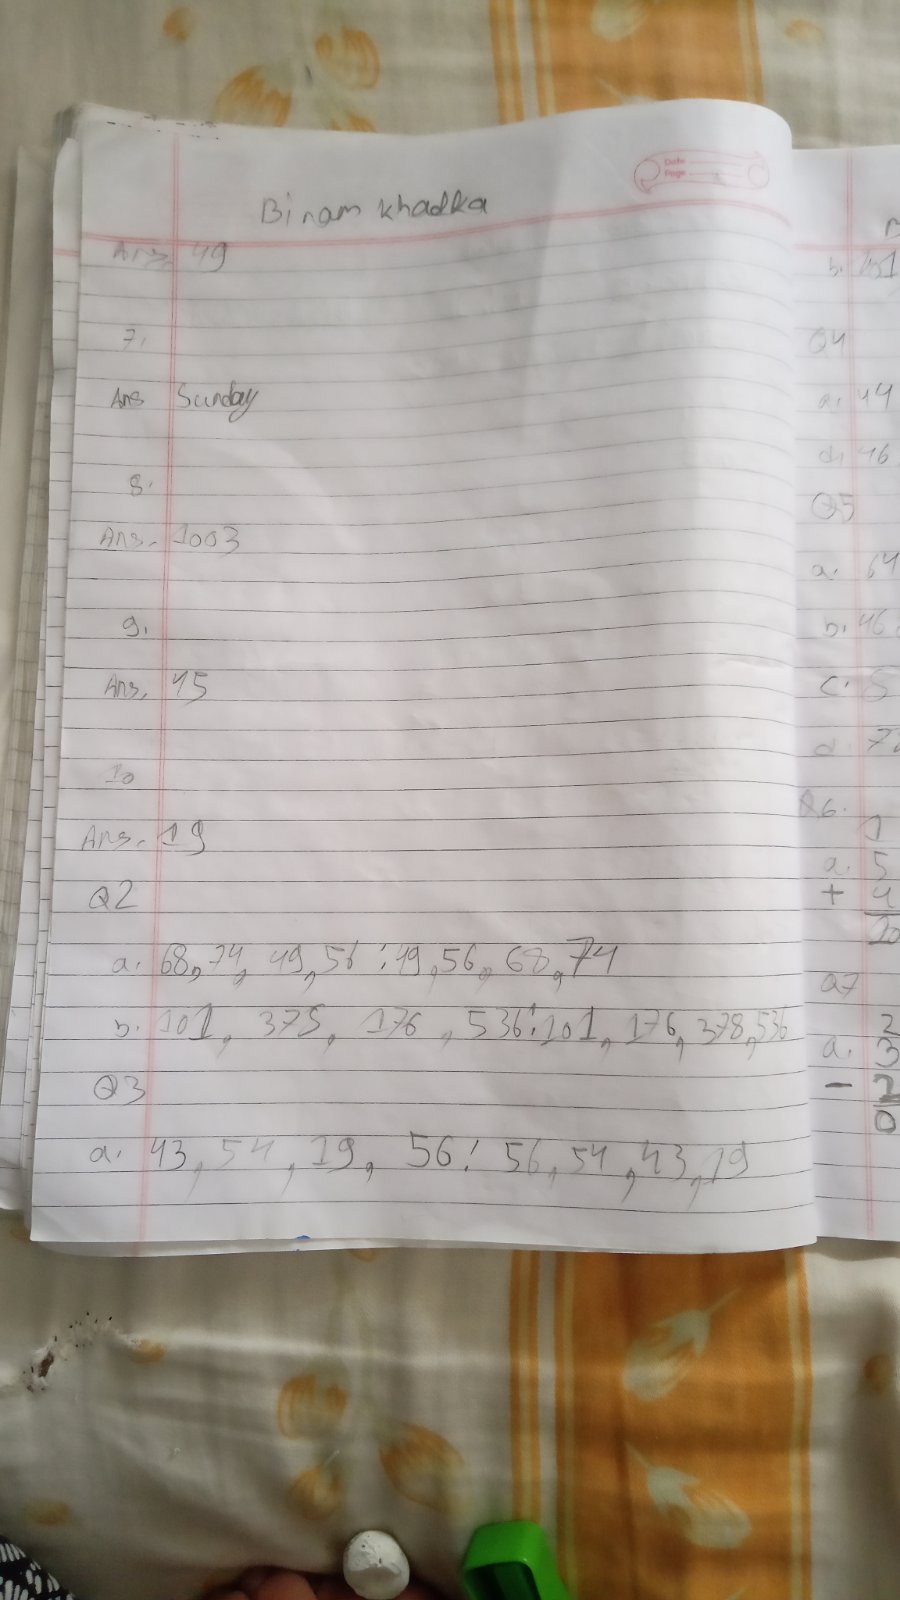 Date
Page
Binam khadka
Ans. 49
7.
Ans Sunday
8.
Ans. 1003
9.
Ans. 15
10
Ans. 19
Q2
a. 68, 74, 49, 56 : 49, 56, 68, 74
b. 101, 378, 176, 536 : 101, 176, 378, 536
Q3
a. 43, 54, 19, 56 : 56, 54, 43, 19
b. 101
Q4
a. 44
d. 46
Q5
a. 64
b. 46
c. 5
d. 7
Q6.
1
a. 5
+ 4
10
Q7
2
a. 3
- 2
0